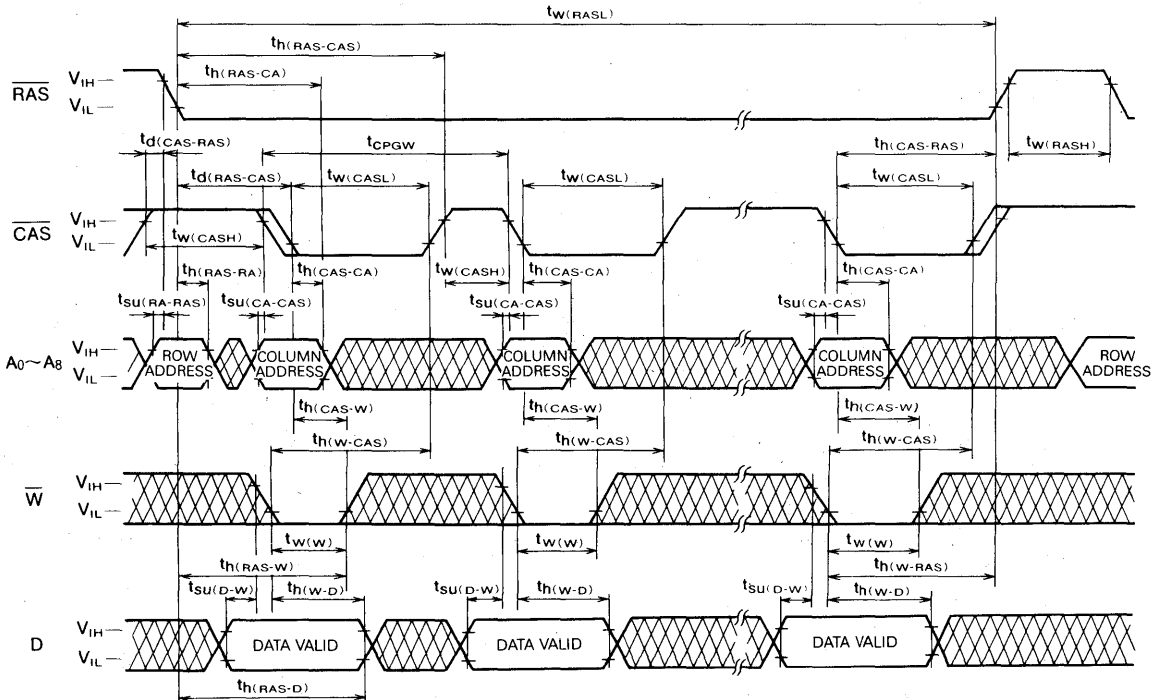 tw(RASL)
th(RAS-CAS)
th(RAS-CA)
RAS
VIH
VIL
td(CAS-RAS)
tCPGW
th(CAS-RAS)
tw(RASH)
td(RAS-CAS)
tw(CASL)
tw(CASL)
tw(CASL)
CAS
VIH
VIL
tw(CASH)
th(RAS-RA)
th(CAS-CA)
tw(CASH)
th(CAS-CA)
th(CAS-CA)
tsu(RA-RAS)
tsu(CA-CAS)
tsu(CA-CAS)
tsu(CA-CAS)
A0~A8
VIH
VIL
ROW ADDRESS
COLUMN ADDRESS
COLUMN ADDRESS
COLUMN ADDRESS
ROW ADDRESS
th(CAS-W)
th(CAS-W)
th(CAS-W)
th(W-CAS)
th(W-CAS)
th(W-CAS)
W
VIH
VIL
tw(W)
tw(W)
tw(W)
th(RAS-W)
th(W-RAS)
tsu(D-W)
th(W-D)
tsu(D-W)
th(W-D)
tsu(D-W)
th(W-D)
D
VIH
VIL
DATA VALID
DATA VALID
DATA VALID
th(RAS-D)